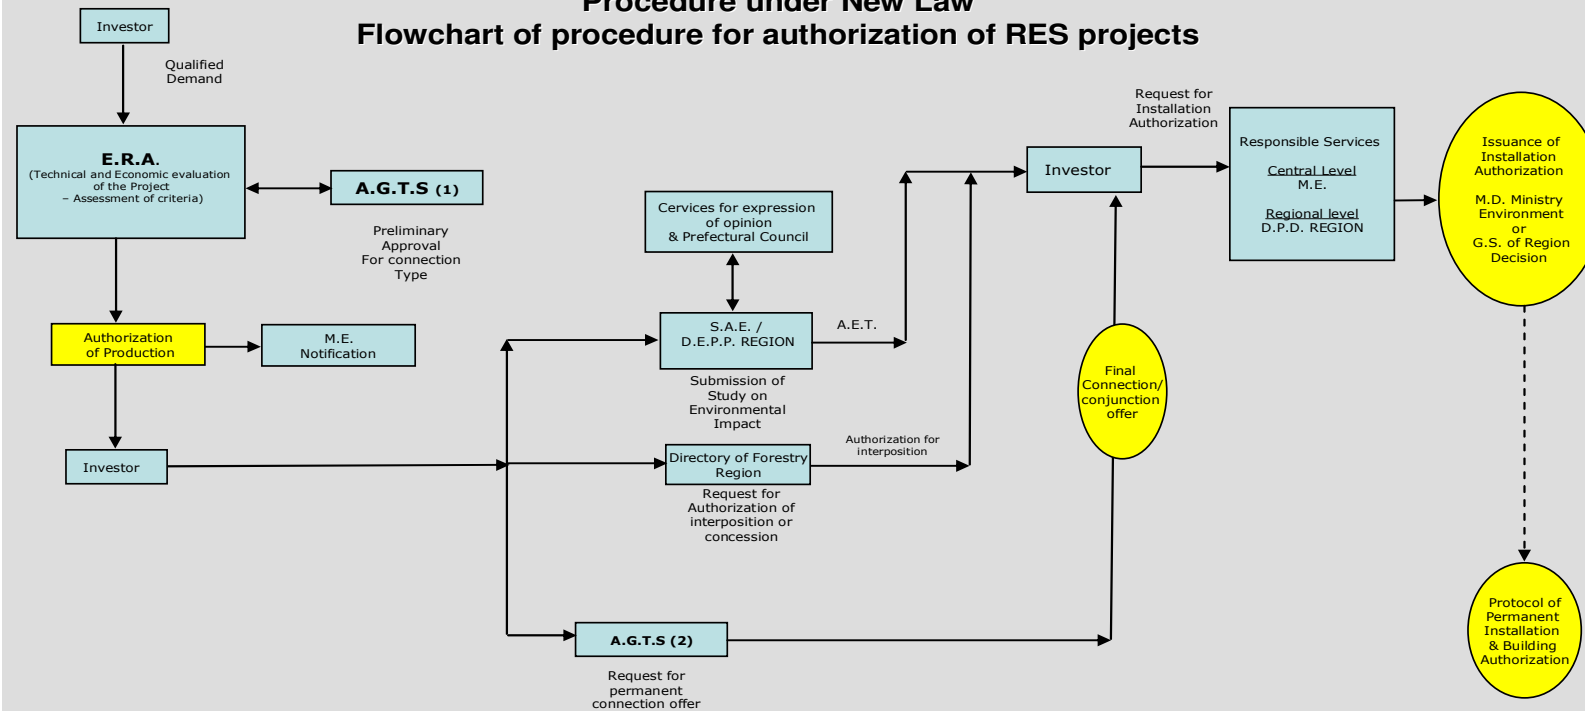 Procedure under New Law
Flowchart of procedure for authorization of RES projects
Investor
Qualified
Demand
E.R.A.
(Technical and Economic evaluation
of the Project
– Assessment of criteria)
A.G.T.S (1)
Preliminary
Approval
For connection
Type
Authorization
of Production
M.E.
Notification
Investor
Cervices for expression
of opinion
& Prefectural Council
S.A.E. /
D.E.P.P. REGION
A.E.T.
Submission of
Study on
Environmental
Impact
Directory of Forestry
Region
Authorization for
interposition
Request for
Authorization of
interposition or
concession
A.G.T.S (2)
Request for
permanent
connection offer
Final
Connection/
conjunction
offer
Investor
Request for
Installation
Authorization
Responsible Services
Central Level
M.E.
Regional level
D.P.D. REGION
Issuance of
Installation
Authorization
M.D. Ministry
Environment
or
G.S. of Region
Decision
Protocol of
Permanent
Installation
& Building
Authorization